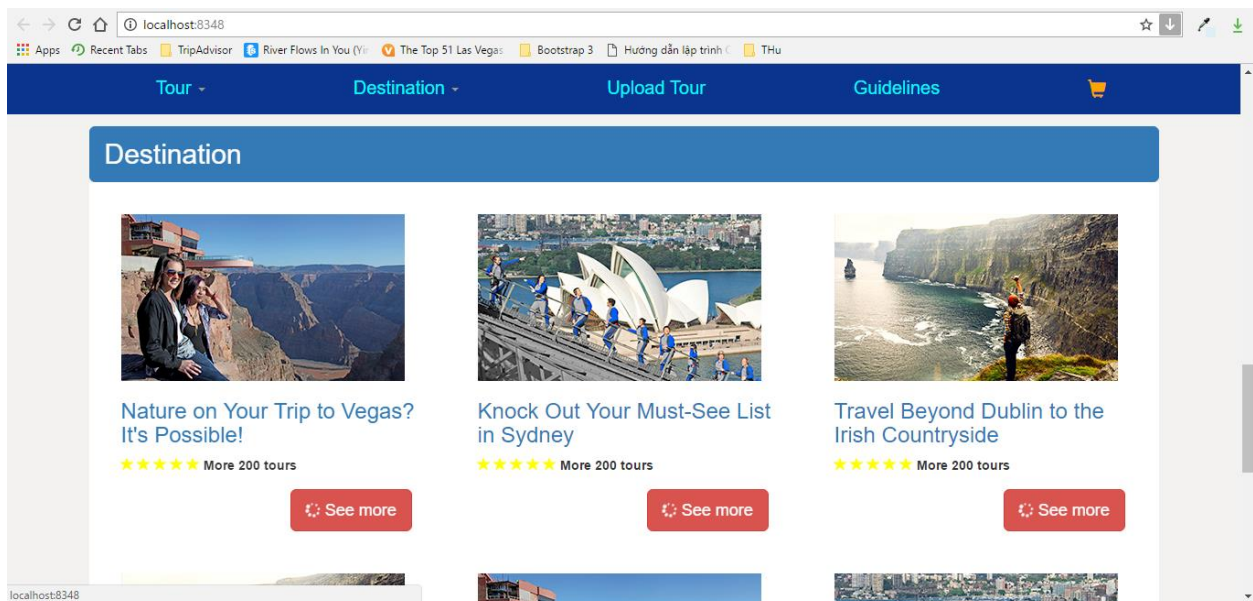 localhost:8348
Apps Recent Tabs TripAdvisor River Flows In You (Yi The Top 51 Las Vegas Bootstrap 3 Hướng dẫn lập trình C THu
Tour Destination Upload Tour Guidelines
Destination
Nature on Your Trip to Vegas?
It's Possible!
More 200 tours
See more
Knock Out Your Must-See List
in Sydney
More 200 tours
See more
Travel Beyond Dublin to the
Irish Countryside
More 200 tours
See more
localhost:8348